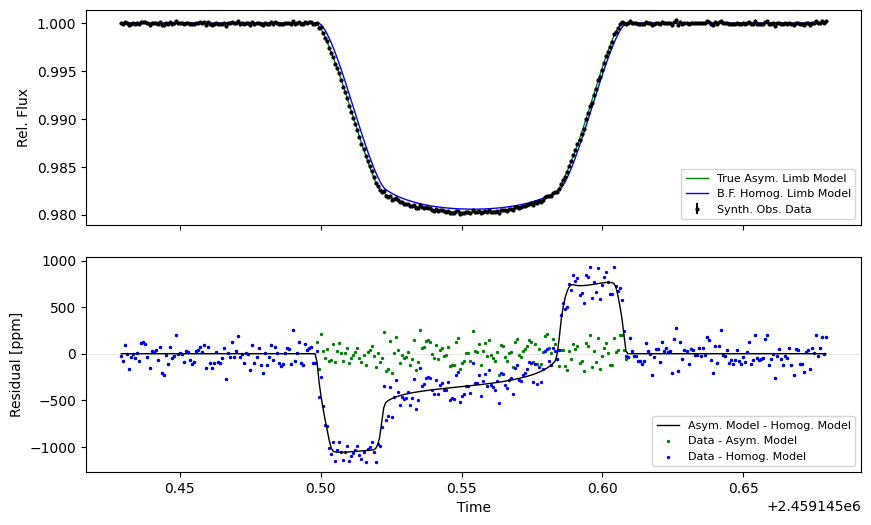 1.000
0.995
0.990
0.985
0.980
Rel. Flux
True Asym. Limb Model
B.F. Homog. Limb Model
Synth. Obs. Data
1000
500
0
−500
−1000
Residual [ppm]
Asym. Model - Homog. Model
Data - Asym. Model
Data - Homog. Model
0.45 0.50 0.55 0.60 0.65
Time
+2.459145e6